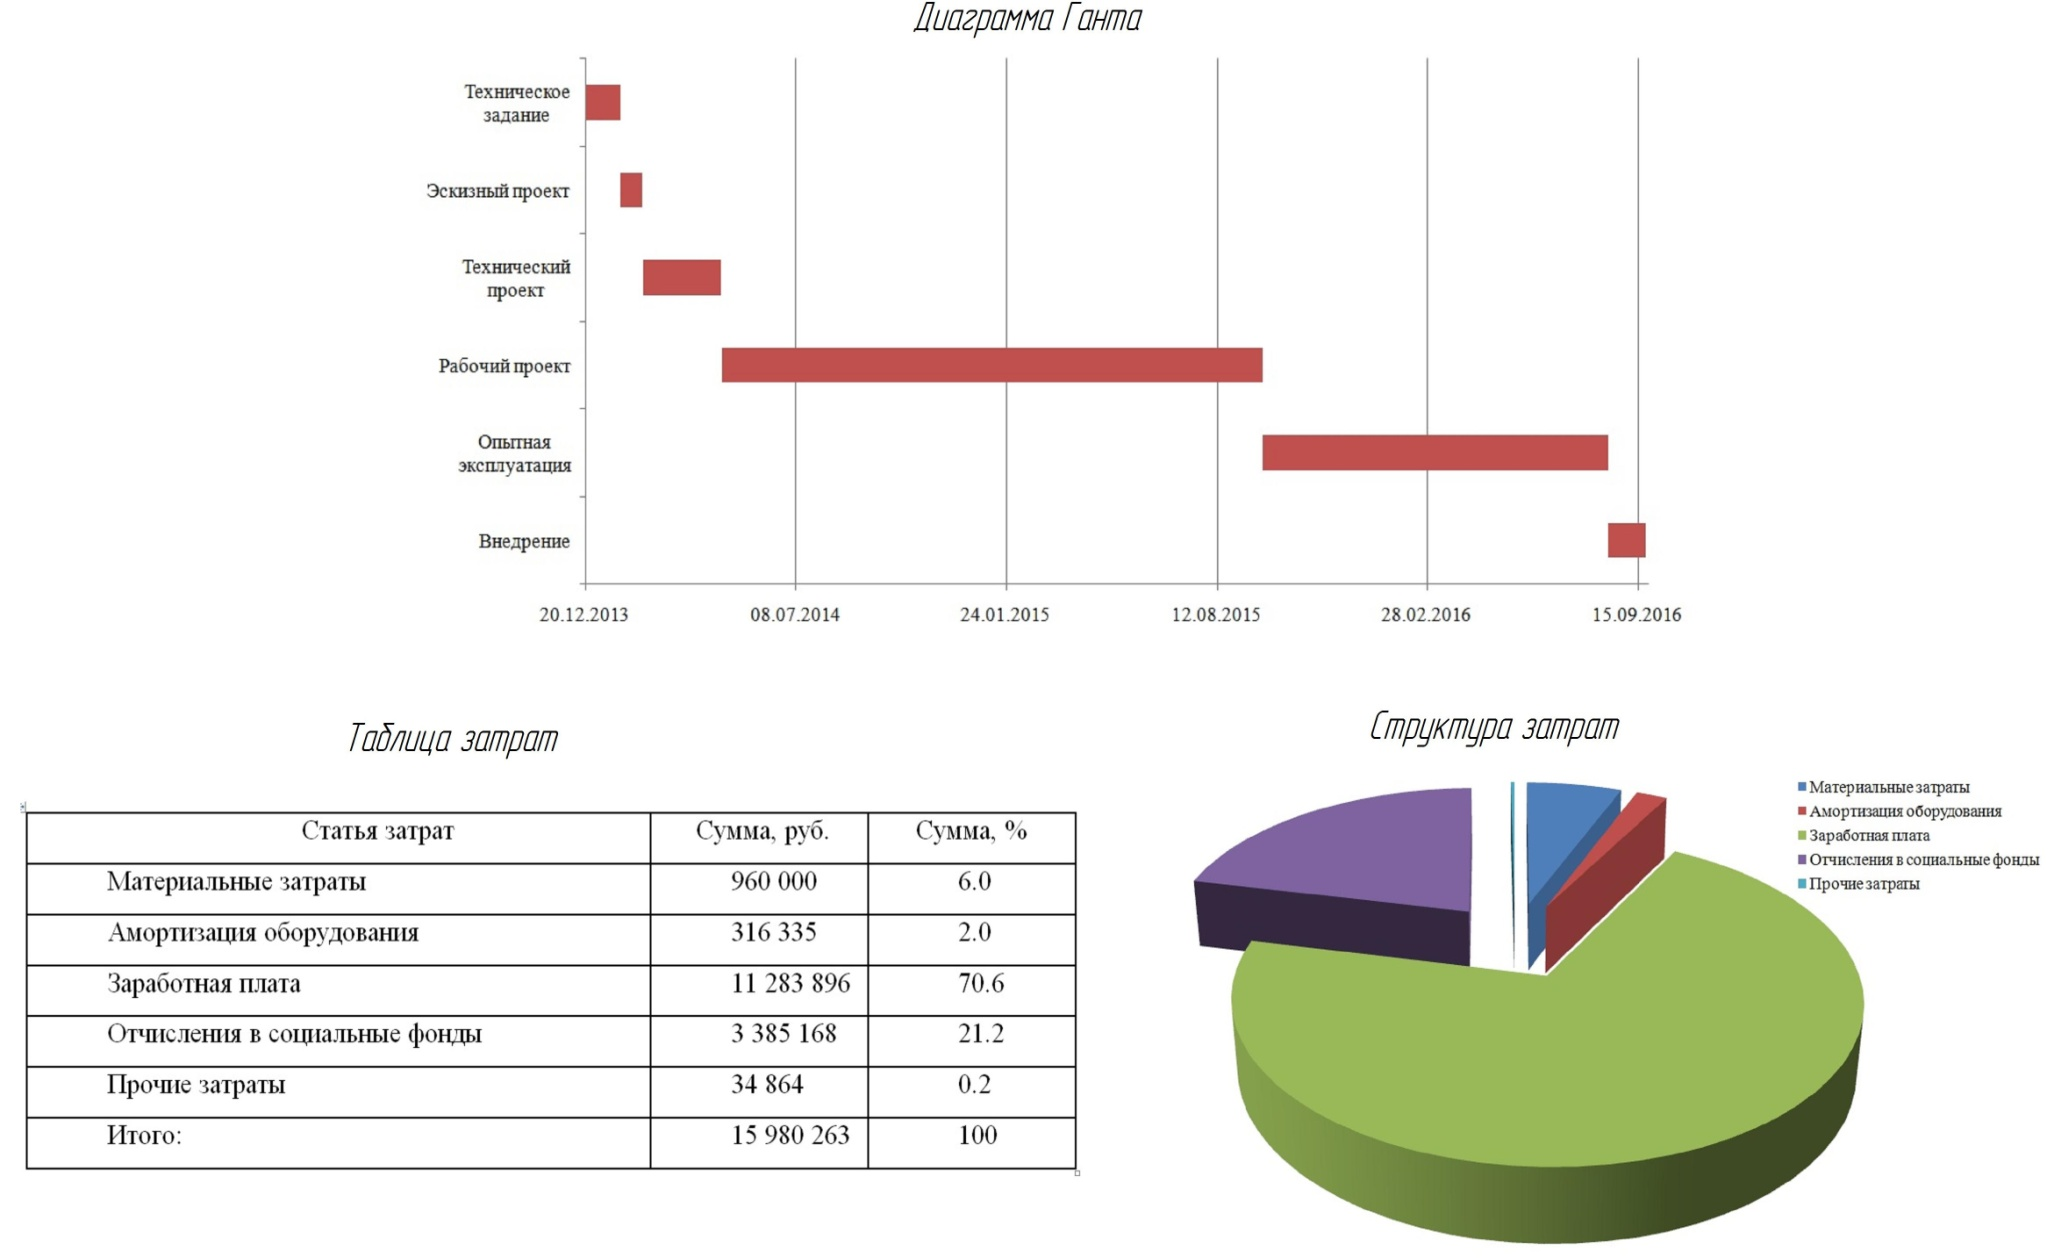 Диаграмма Ганта
Техническое
задание
Эскизный проект
Технический
проект
Рабочий проект
Опытная
эксплуатация
Внедрение
20.12.2013 08.07.2014 24.01.2015 12.08.2015 28.02.2016 15.09.2016
Таблица затрат
Статья затрат Сумма, руб. Сумма, %
Материальные затраты 960 000 6.0
Амортизация оборудования 316 335 2.0
Заработная плата 11 283 896 70.6
Отчисления в социальные фонды 3 385 168 21.2
Прочие затраты 34 864 0.2
Итого: 15 980 263 100
Структура затрат
Материальные затраты
Амортизация оборудования
Заработная плата
Отчисления в социальные фонды
Прочие затраты